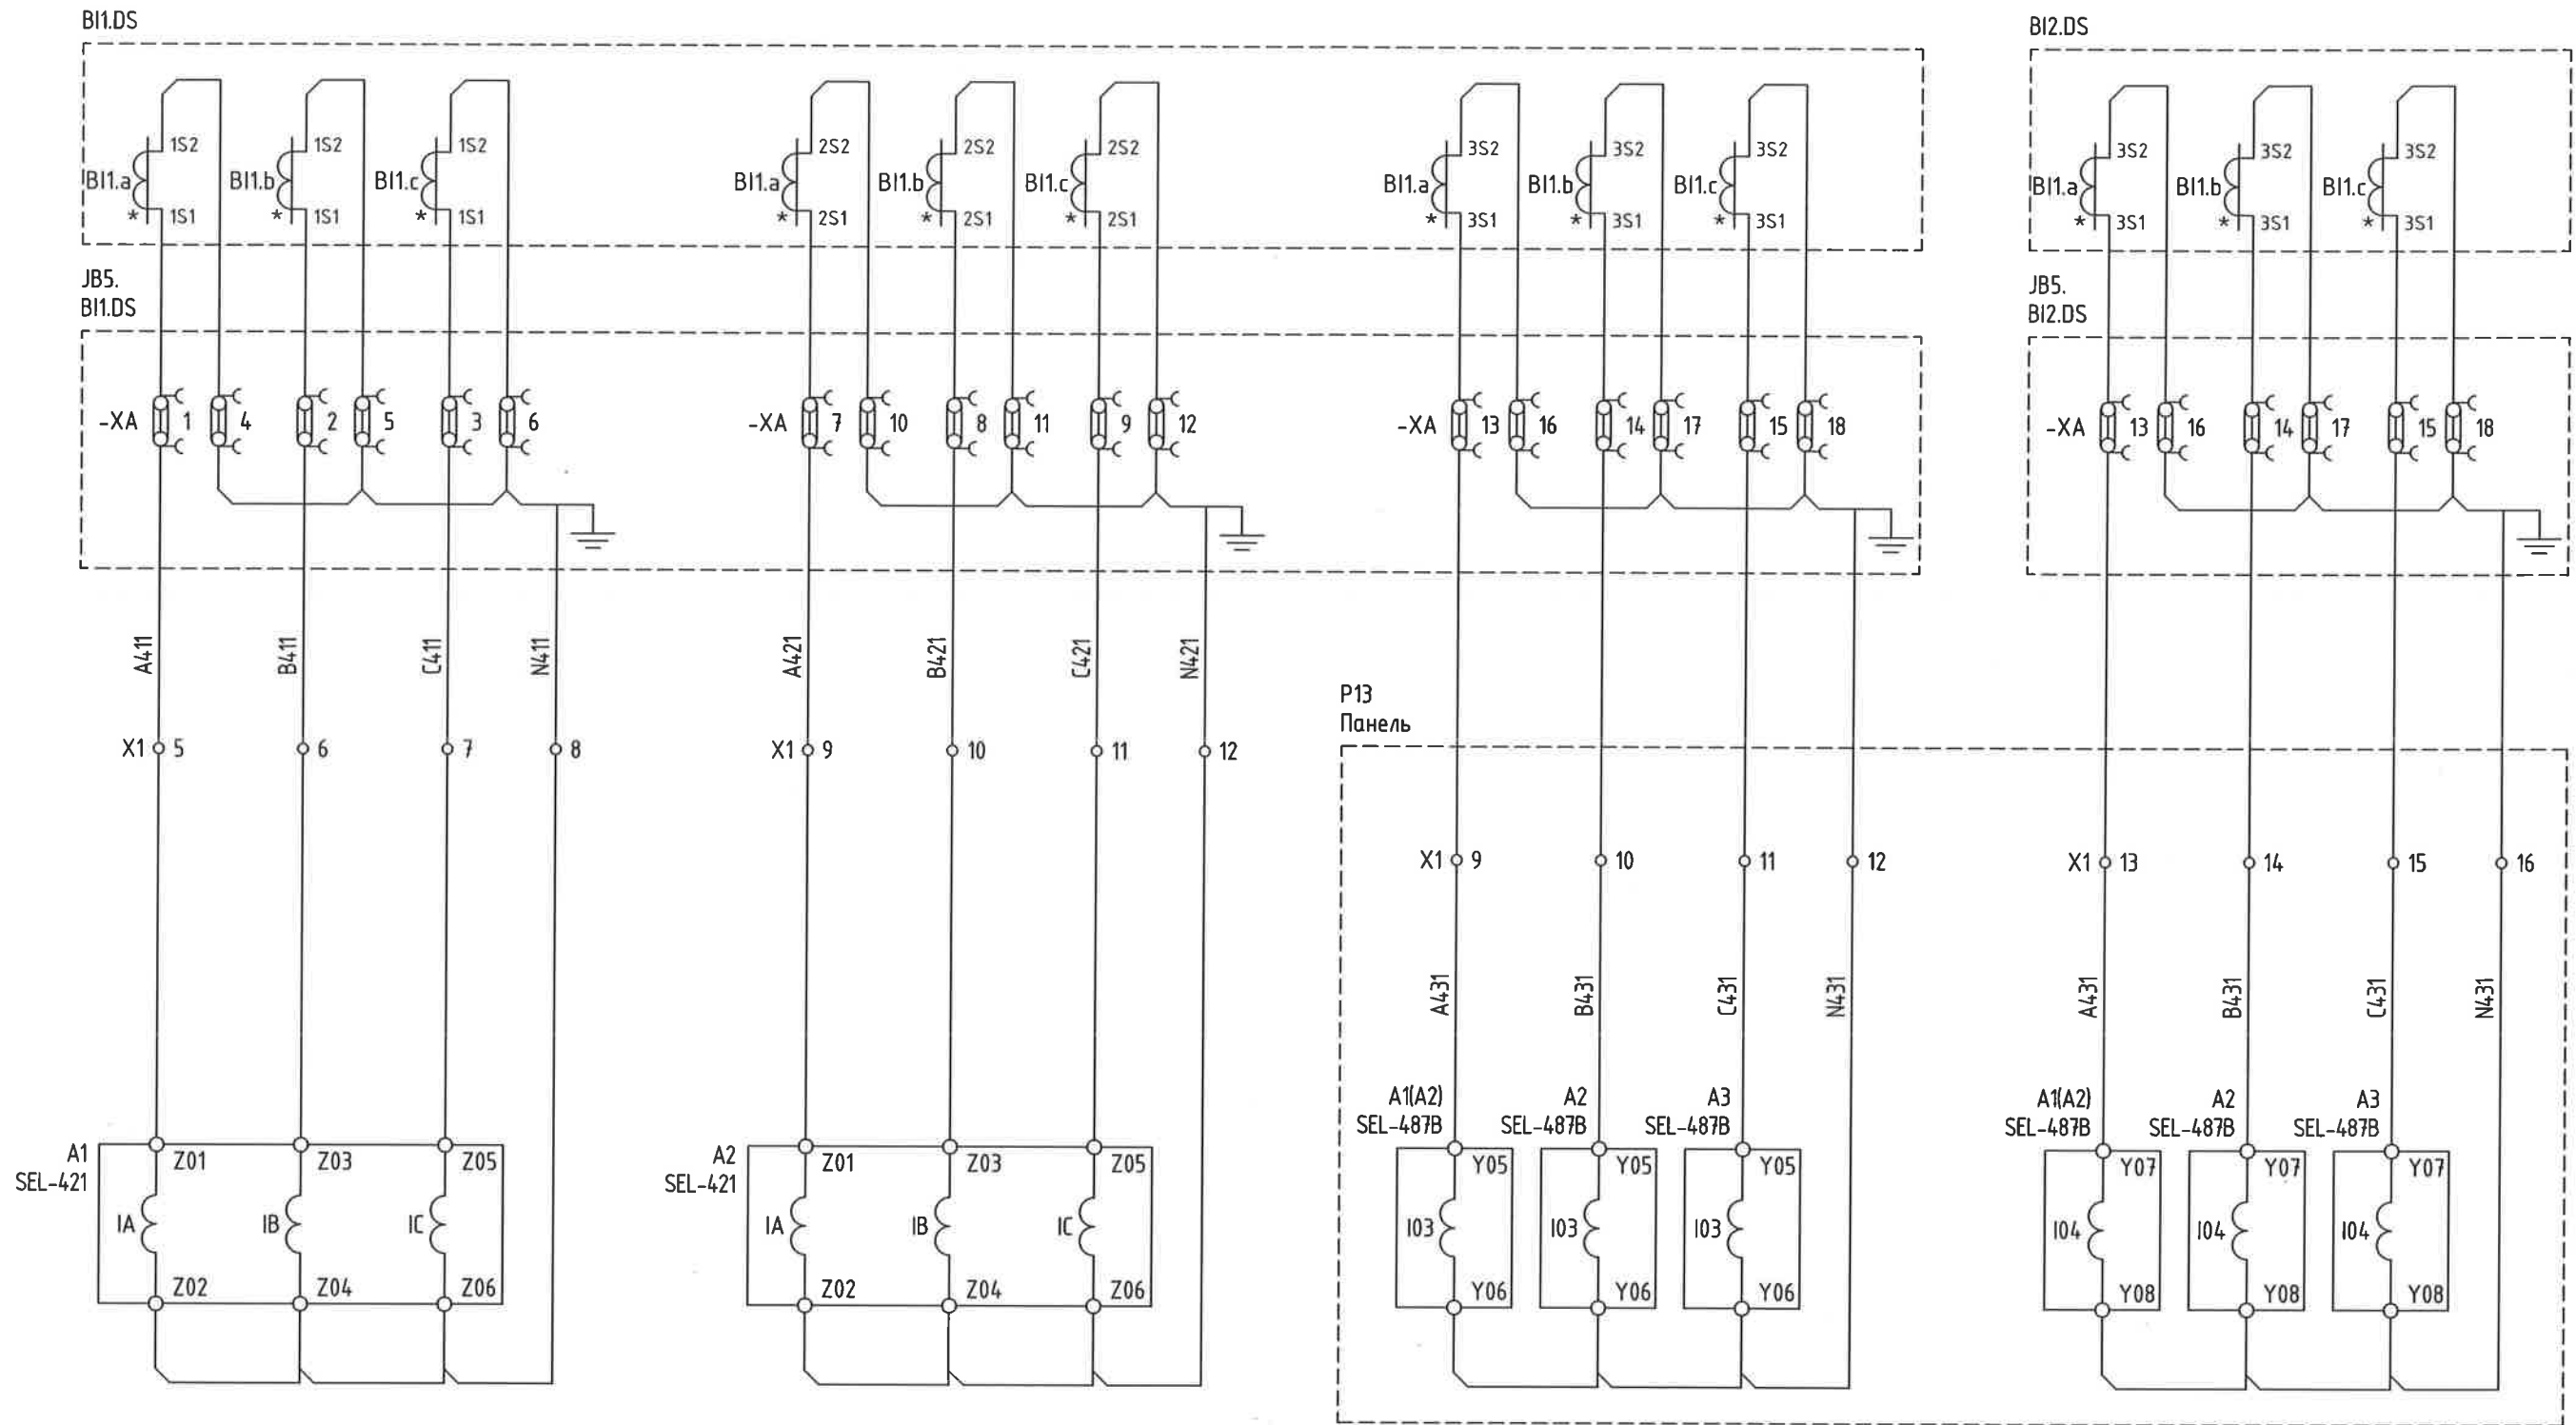 BI1.DS
BI2.DS
1S2
1S2
1S2
2S2
2S2
2S2
3S2
3S2
3S2
3S2
3S2
3S2
BI1.a
BI1.b
BI1.c
BI1.a
BI1.b
BI1.c
BI1.a
BI1.b
BI1.c
BI1.a
BI1.b
BI1.c
* 1S1
* 1S1
* 1S1
* 2S1
* 2S1
* 2S1
* 3S1
* 3S1
* 3S1
* 3S1
* 3S1
* 3S1
JB5.
BI1.DS
JB5.
BI2.DS
-XA 1 4 2 5 3 6
-XA 7 10 8 11 9 12
-XA 13 16 14 17 15 18
-XA 13 16 14 17 15 18
A411
B411
C411
N411
A421
B421
C421
N421
P13
Панель
X1 5 6 7 8
X1 9 10 11 12
X1 9 10 11 12
X1 13 14 15 16
A431
B431
C431
N431
A431
B431
C431
N431
A1
SEL-421
Z01 Z03 Z05
IA IB IC
Z02 Z04 Z06
A2
SEL-421
Z01 Z03 Z05
IA IB IC
Z02 Z04 Z06
A1(A2)
SEL-487B
Y05
I03
Y06
A2
SEL-487B
Y05
I03
Y06
A3
SEL-487B
Y05
I03
Y06
A1(A2)
SEL-487B
Y07
I04
Y08
A2
SEL-487B
Y07
I04
Y08
A3
SEL-487B
Y07
I04
Y08